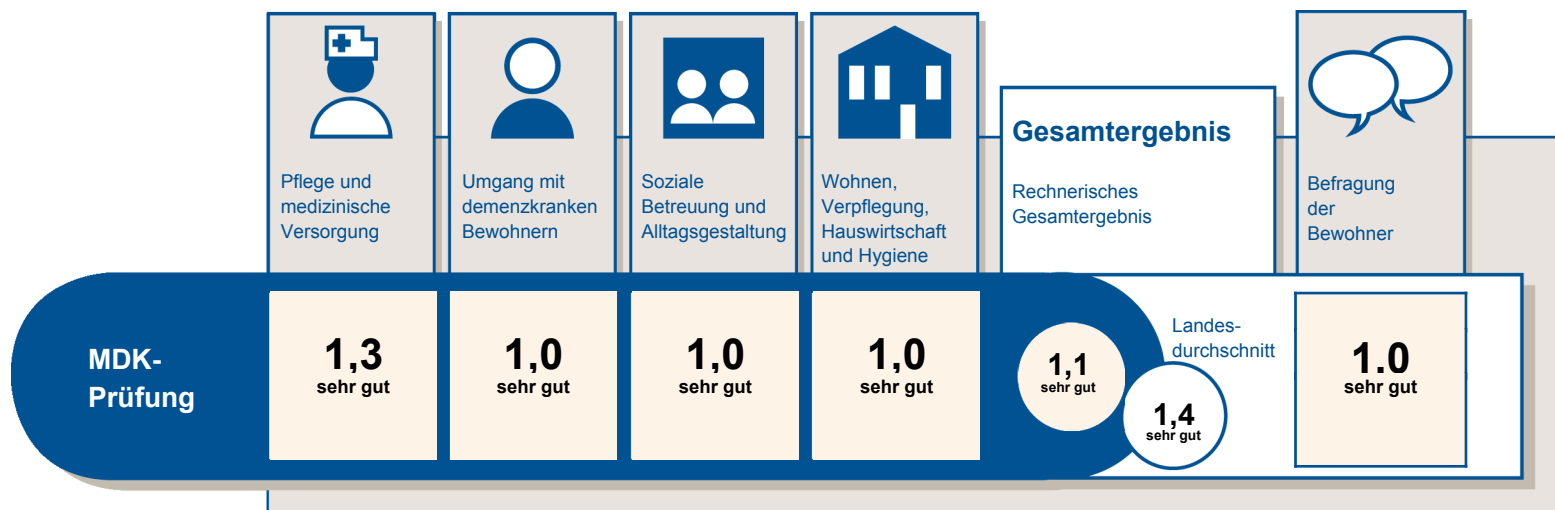 Pflege und
medizinische
Versorgung
Umgang mit
demenzkranken
Bewohnern
Soziale
Betreuung und
Alltagsgestaltung
Wohnen,
Verpflegung,
Hauswirtschaft
und Hygiene
Gesamtergebnis
Rechnerisches
Gesamtergebnis
Befragung
der
Bewohner
MDK-
Prüfung
1,3
sehr gut
1,0
sehr gut
1,0
sehr gut
1,0
sehr gut
1,1
sehr gut
Landes-
durchschnitt
1,4
sehr gut
1.0
sehr gut